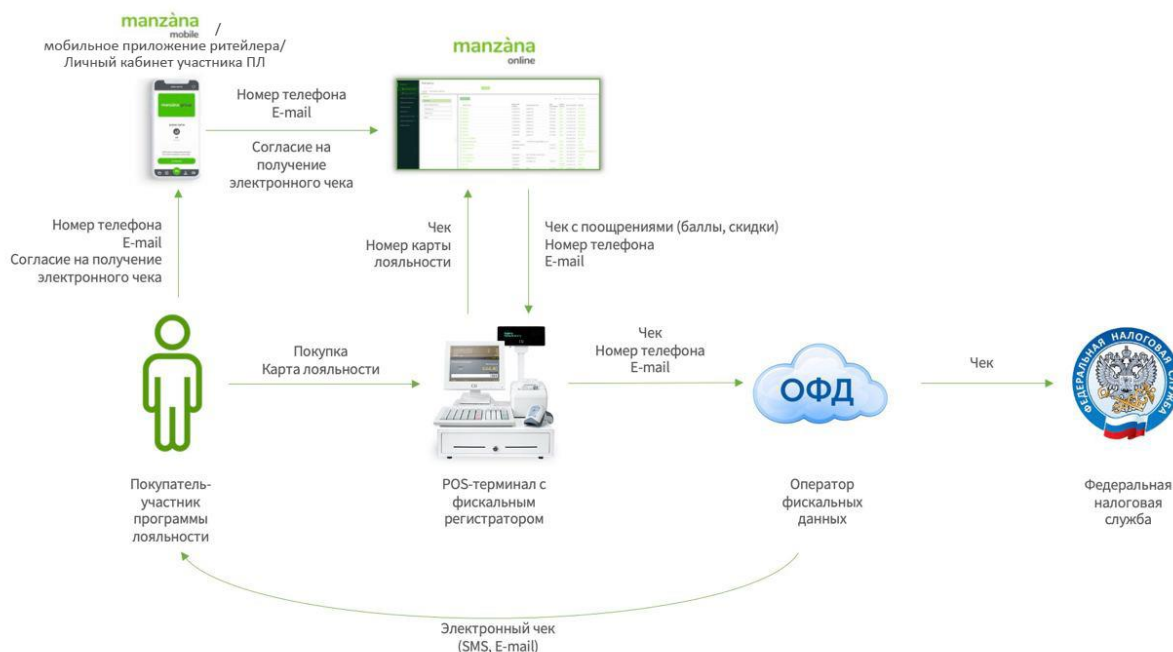 manzàna
mobile
/
мобильное приложение ритейлера/
Личный кабинет участника ПЛ
manzàna
online
Номер телефона
E-mail
Согласие на
получение
электронного чека
Номер телефона
E-mail
Согласие на получение
электронного чека
Чек
Номер карты
лояльности
Чек с поощрениями (баллы, скидки)
Номер телефона
E-mail
Покупка
Карта лояльности
Чек
Номер телефона
E-mail
ОФД
Чек
ФЕДЕРАЛЬНАЯ НАЛОГОВАЯ СЛУЖБА
Покупатель-
участник
программы
лояльности
POS-терминал с
фискальным
регистратором
Оператор
фискальных
данных
Федеральная
налоговая
служба
Электронный чек
(SMS, E-mail)